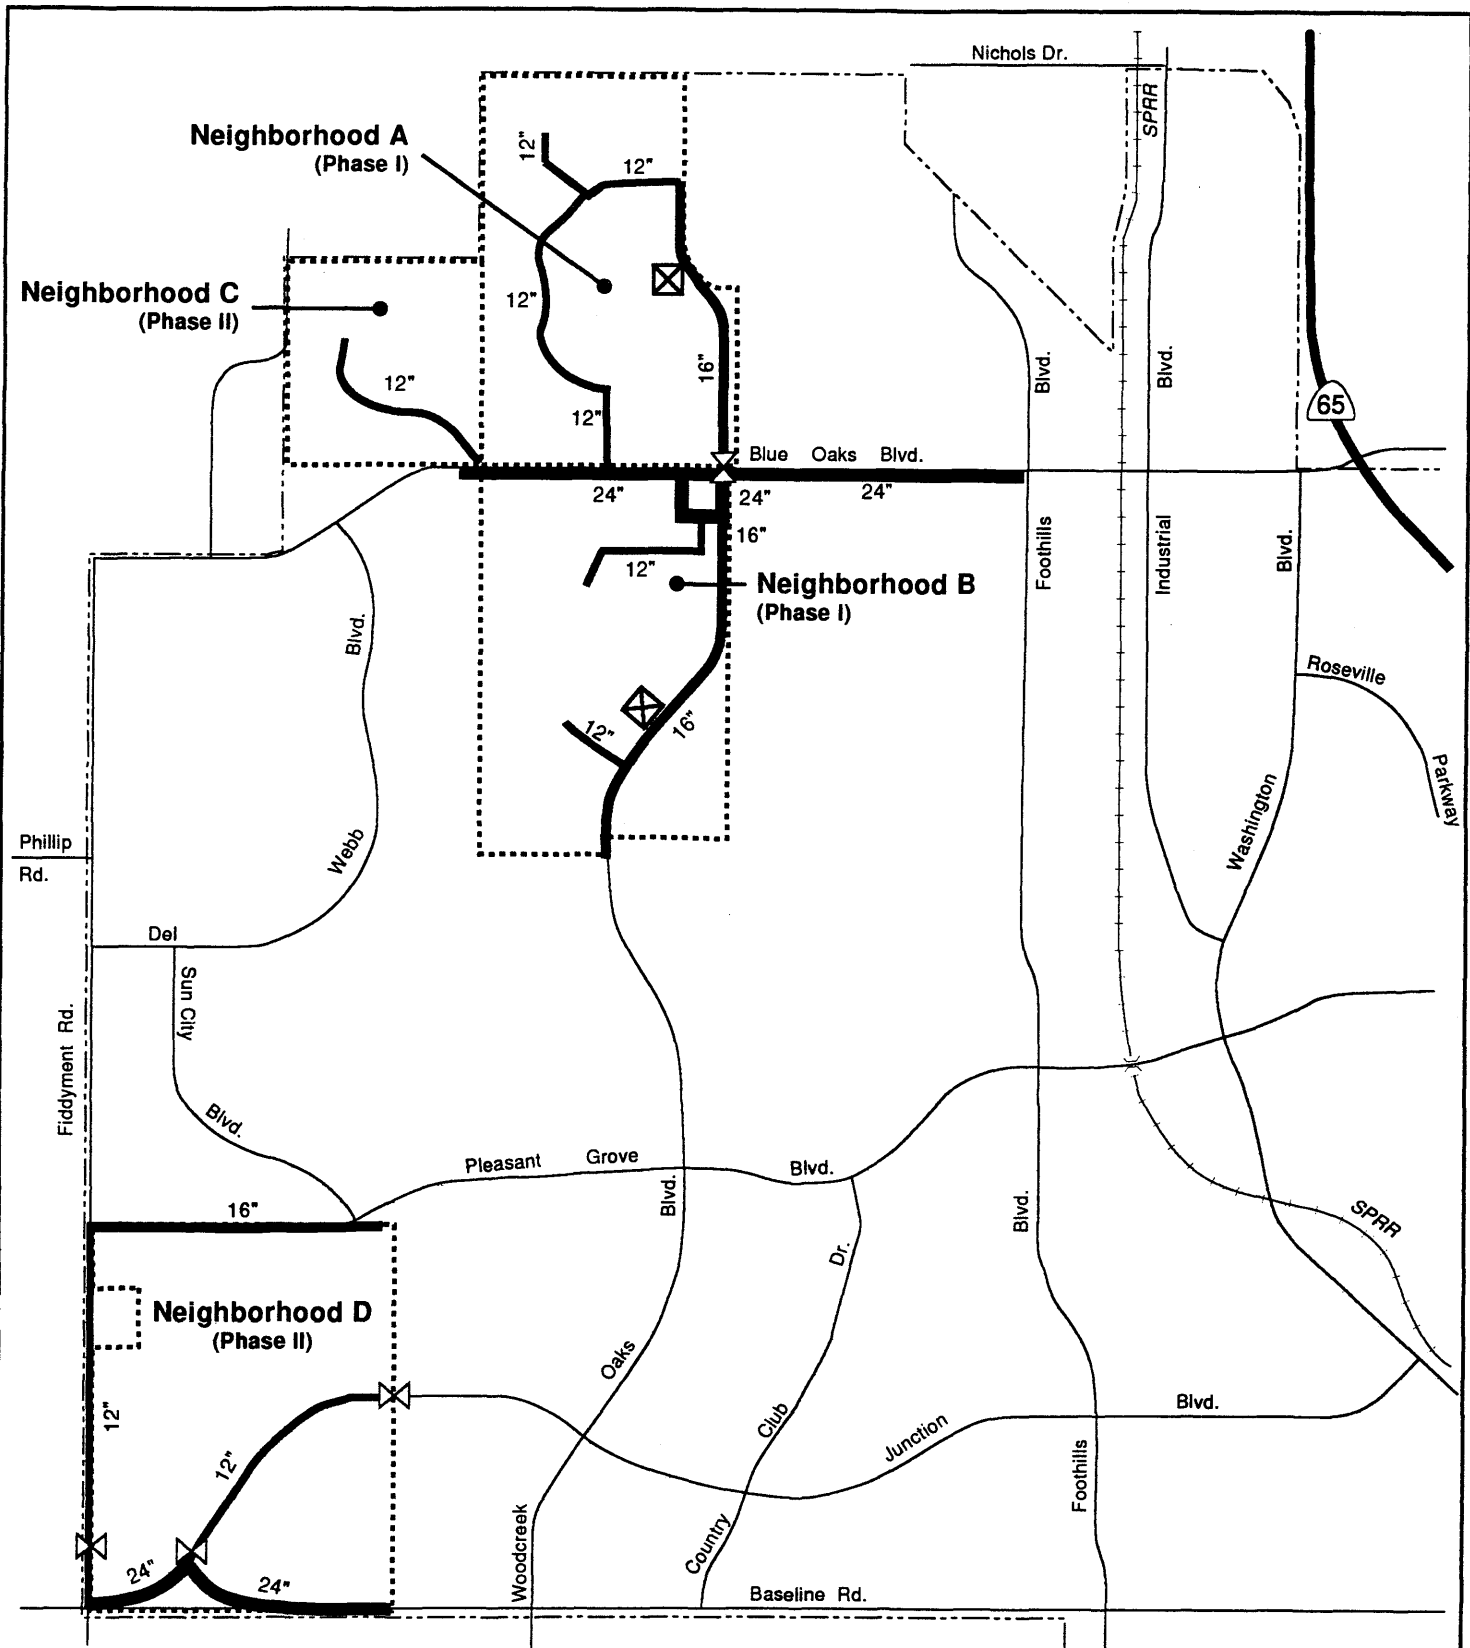 Nichols Dr.
SPRR
Neighborhood A
(Phase I)
12"
12"
Neighborhood C
(Phase II)
12"
12"
16"
12"
Blvd.
Blvd.
65
Blue Oaks Blvd.
24"
24"
24"
16"
12"
Neighborhood B
(Phase I)
Foothills
Industrial
Blvd.
Blvd.
Roseville
Parkway
12"
16"
Washington
Phillip
Rd.
Webb
Del
Sun City
Fiddyment Rd.
Blvd.
Pleasant Grove Blvd.
Blvd.
Blvd.
16"
SPRR
Dr.
Neighborhood D
(Phase II)
Oaks
12"
12"
Club
Junction
Blvd.
Foothills
Woodcreek
Country
24"
24"
Baseline Rd.